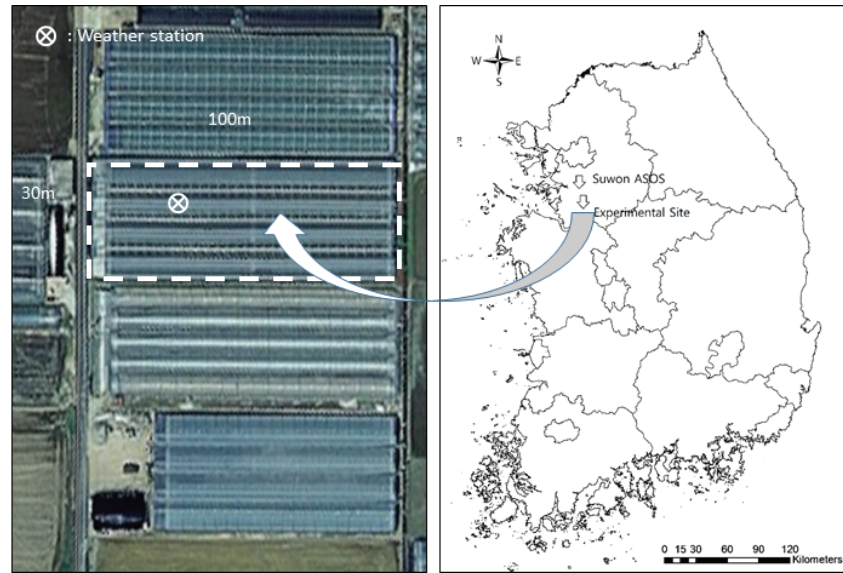 ⊗ : Weather station
100m
30m
N
W E
S
Suwon ASOS
Experimental Site
0 15 30 60 90 120
Kilometers